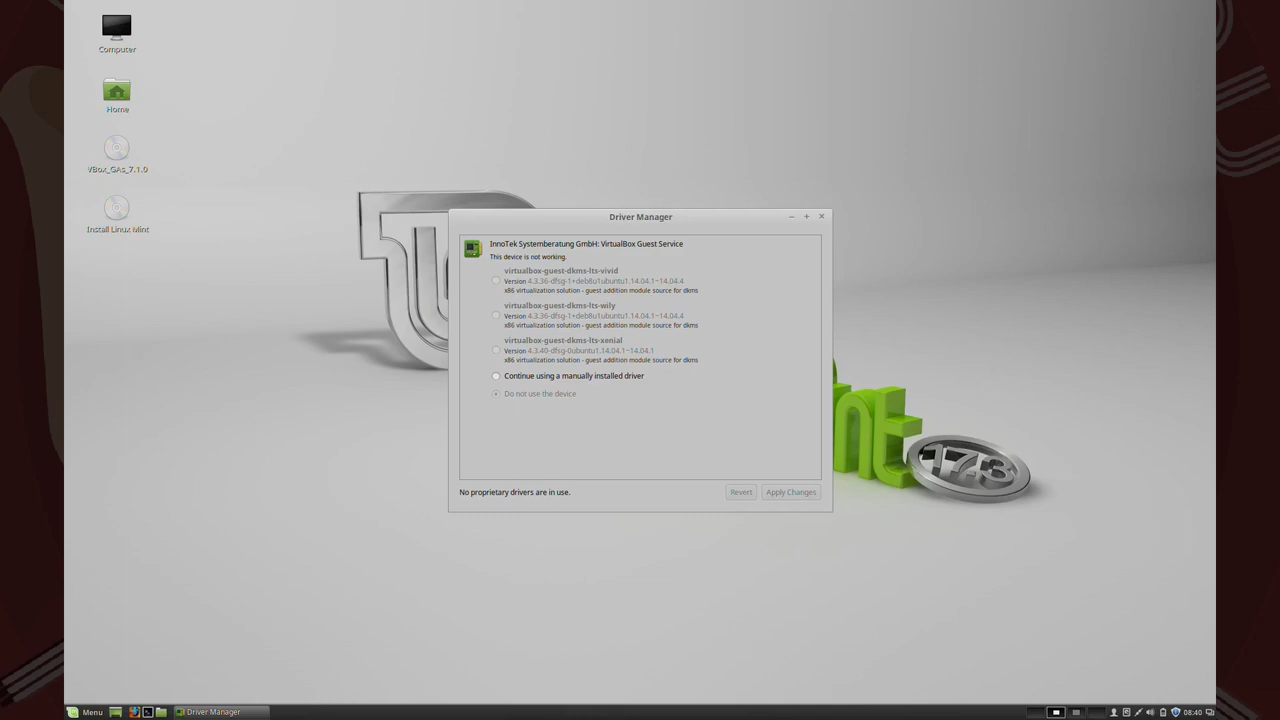 Computer
Home
VBox_GAs_7.1.0
Install Linux Mint
Driver Manager
InnoTek Systemberatung GmbH: VirtualBox Guest Service
This device is not working.
virtualbox-guest-dkms-lts-vivid
Version 4.3.36-dfsg-1+deb8u1ubuntu1.14.04.1~14.04.4
x86 virtualization solution - guest addition module source for dkms
virtualbox-guest-dkms-lts-wily
Version 4.3.36-dfsg-1+deb8u1ubuntu1.14.04.1~14.04.4
x86 virtualization solution - guest addition module source for dkms
virtualbox-guest-dkms-lts-xenial
Version 4.3.40-dfsg-0ubuntu1.14.04.1~14.04.1
x86 virtualization solution - guest addition module source for dkms
Continue using a manually installed driver
Do not use the device
No proprietary drivers are in use.
Revert
Apply Changes
nt
17.3
Menu
Driver Manager
08:40